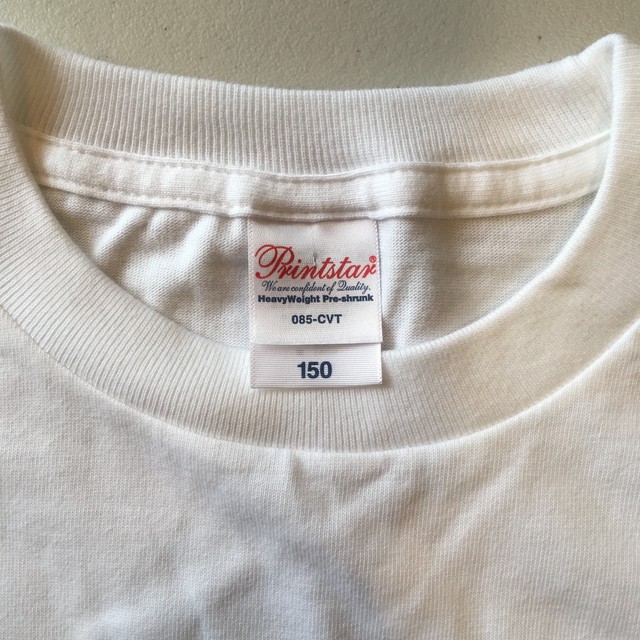 Printstar®
We are confident of Quality.
HeavyWeight Pre-shrunk
085-CVT
150